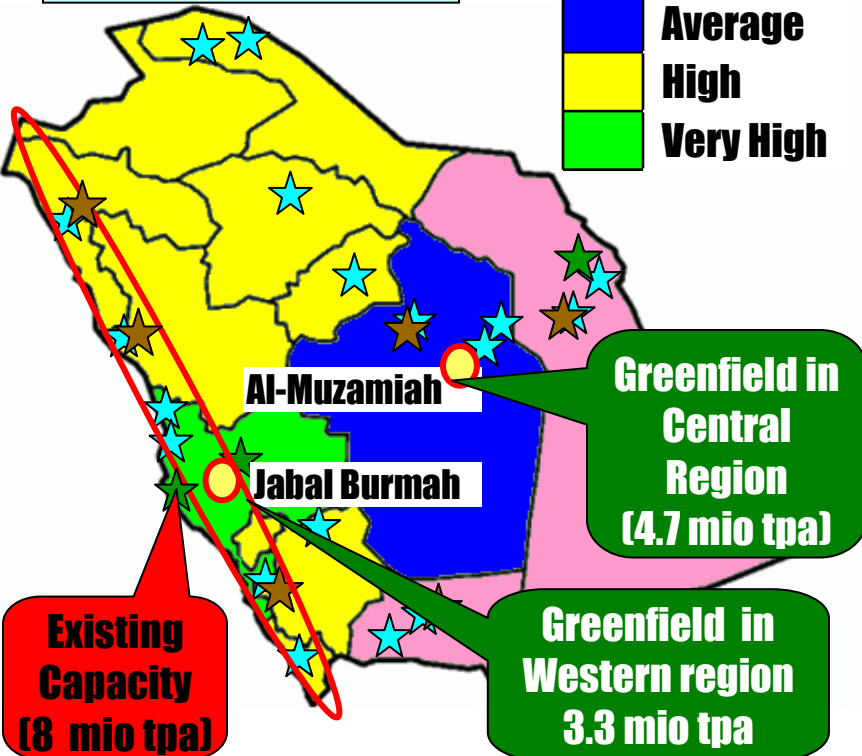 Average
High
Very High
Al-Muzamiah
Greenfield in
Central
Region
(4.7 mio tpa)
Jabal Burmah
Existing
Capacity
(8 mio tpa)
Greenfield in
Western region
3.3 mio tpa